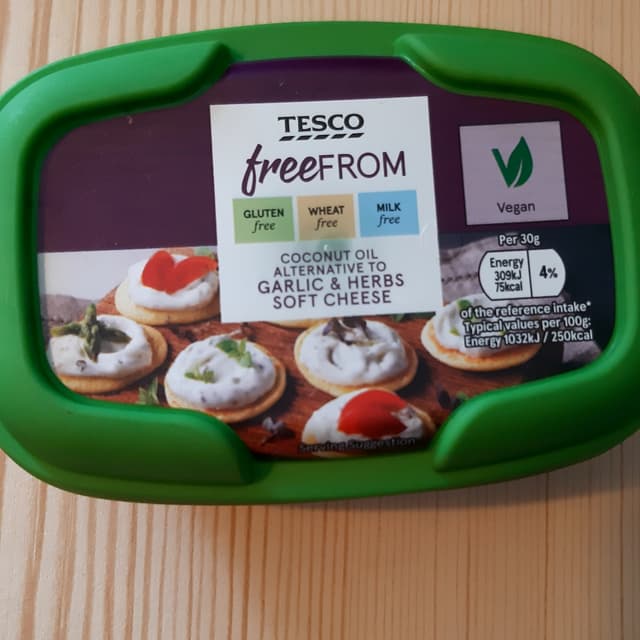 TESCO
freeFROM
GLUTEN
free
WHEAT
free
MILK
free
COCONUT OIL
ALTERNATIVE TO
GARLIC & HERBS
SOFT CHEESE
Vegan
Per 30g
Energy
309kJ
75kcal
4%
of the reference intake*
Typical values per 100g:
Energy 1032kJ / 250kcal
Serving Suggestion